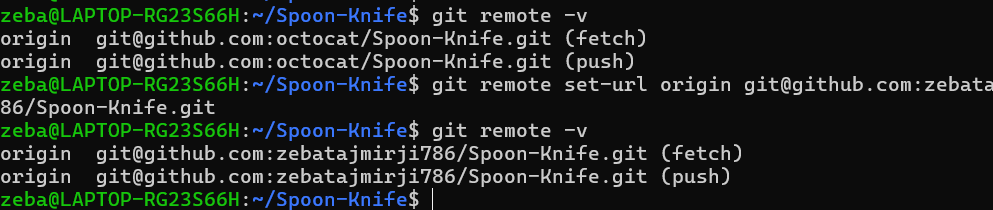 zeba@LAPTOP-RG23S66H:~/Spoon-Knife$ git remote -v
origin  git@github.com:octocat/Spoon-Knife.git (fetch)
origin  git@github.com:octocat/Spoon-Knife.git (push)
zeba@LAPTOP-RG23S66H:~/Spoon-Knife$ git remote set-url origin git@github.com:zebata
86/Spoon-Knife.git
zeba@LAPTOP-RG23S66H:~/Spoon-Knife$ git remote -v
origin  git@github.com:zebatajmirji786/Spoon-Knife.git (fetch)
origin  git@github.com:zebatajmirji786/Spoon-Knife.git (push)
zeba@LAPTOP-RG23S66H:~/Spoon-Knife$